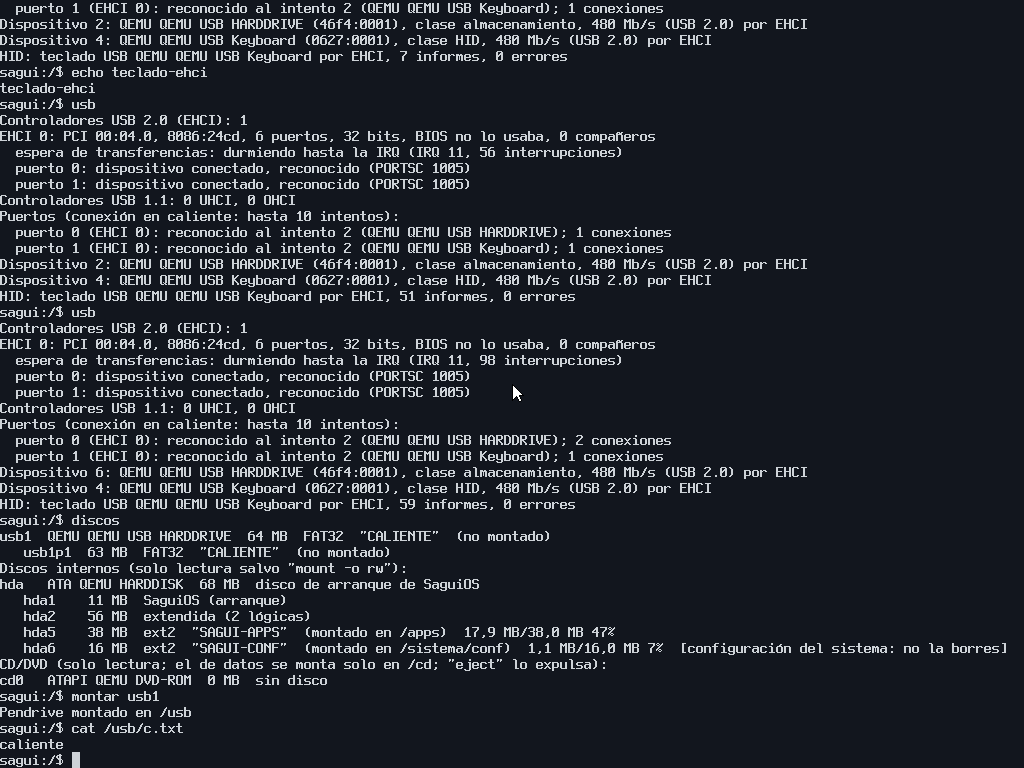 puerto 1 (EHCI 0): reconocido al intento 2 (QEMU QEMU USB Keyboard); 1 conexiones
Dispositivo 2: QEMU QEMU USB HARDDRIVE (46f4:0001), clase almacenamiento, 480 Mb/s (USB 2.0) por EHCI
Dispositivo 4: QEMU QEMU USB Keyboard (0627:0001), clase HID, 480 Mb/s (USB 2.0) por EHCI
HID: teclado USB QEMU QEMU USB Keyboard por EHCI, 7 informes, 0 errores
sagui:/$ echo teclado-ehci
teclado-ehci
sagui:/$ usb
Controladores USB 2.0 (EHCI): 1
EHCI 0: PCI 00:04.0, 8086:24cd, 6 puertos, 32 bits, BIOS no lo usaba, 0 compañeros
  espera de transferencias: durmiendo hasta la IRQ (IRQ 11, 56 interrupciones)
  puerto 0: dispositivo conectado, reconocido (PORTSC 1005)
  puerto 1: dispositivo conectado, reconocido (PORTSC 1005)
Controladores USB 1.1: 0 UHCI, 0 OHCI
Puertos (conexión en caliente: hasta 10 intentos):
  puerto 0 (EHCI 0): reconocido al intento 2 (QEMU QEMU USB HARDDRIVE); 1 conexiones
  puerto 1 (EHCI 0): reconocido al intento 2 (QEMU QEMU USB Keyboard); 1 conexiones
Dispositivo 2: QEMU QEMU USB HARDDRIVE (46f4:0001), clase almacenamiento, 480 Mb/s (USB 2.0) por EHCI
Dispositivo 4: QEMU QEMU USB Keyboard (0627:0001), clase HID, 480 Mb/s (USB 2.0) por EHCI
HID: teclado USB QEMU QEMU USB Keyboard por EHCI, 51 informes, 0 errores
sagui:/$ usb
Controladores USB 2.0 (EHCI): 1
EHCI 0: PCI 00:04.0, 8086:24cd, 6 puertos, 32 bits, BIOS no lo usaba, 0 compañeros
  espera de transferencias: durmiendo hasta la IRQ (IRQ 11, 98 interrupciones)
  puerto 0: dispositivo conectado, reconocido (PORTSC 1005)
  puerto 1: dispositivo conectado, reconocido (PORTSC 1005)
Controladores USB 1.1: 0 UHCI, 0 OHCI
Puertos (conexión en caliente: hasta 10 intentos):
  puerto 0 (EHCI 0): reconocido al intento 2 (QEMU QEMU USB HARDDRIVE); 2 conexiones
  puerto 1 (EHCI 0): reconocido al intento 2 (QEMU QEMU USB Keyboard); 1 conexiones
Dispositivo 6: QEMU QEMU USB HARDDRIVE (46f4:0001), clase almacenamiento, 480 Mb/s (USB 2.0) por EHCI
Dispositivo 4: QEMU QEMU USB Keyboard (0627:0001), clase HID, 480 Mb/s (USB 2.0) por EHCI
HID: teclado USB QEMU QEMU USB Keyboard por EHCI, 59 informes, 0 errores
sagui:/$ discos
usb1  QEMU QEMU USB HARDDRIVE  64 MB  FAT32  "CALIENTE"  (no montado)
   usb1p1  63 MB  FAT32  "CALIENTE"  (no montado)
Discos internos (solo lectura salvo "mount -o rw"):
hda   ATA QEMU HARDDISK  68 MB  disco de arranque de SaguiOS
   hda1    11 MB  SaguiOS (arranque)
   hda2    56 MB  extendida (2 lógicas)
   hda5    38 MB  ext2  "SAGUI-APPS"  (montado en /apps)  17,9 MB/38,0 MB 47%
   hda6    16 MB  ext2  "SAGUI-CONF"  (montado en /sistema/conf)  1,1 MB/16,0 MB 7%  [configuración del sistema: no la borres]
CD/DVD (solo lectura; el de datos se monta solo en /cd; "eject" lo expulsa):
cd0   ATAPI QEMU DVD-ROM  0 MB  sin disco
sagui:/$ montar usb1
Pendrive montado en /usb
sagui:/$ cat /usb/c.txt
caliente
sagui:/$